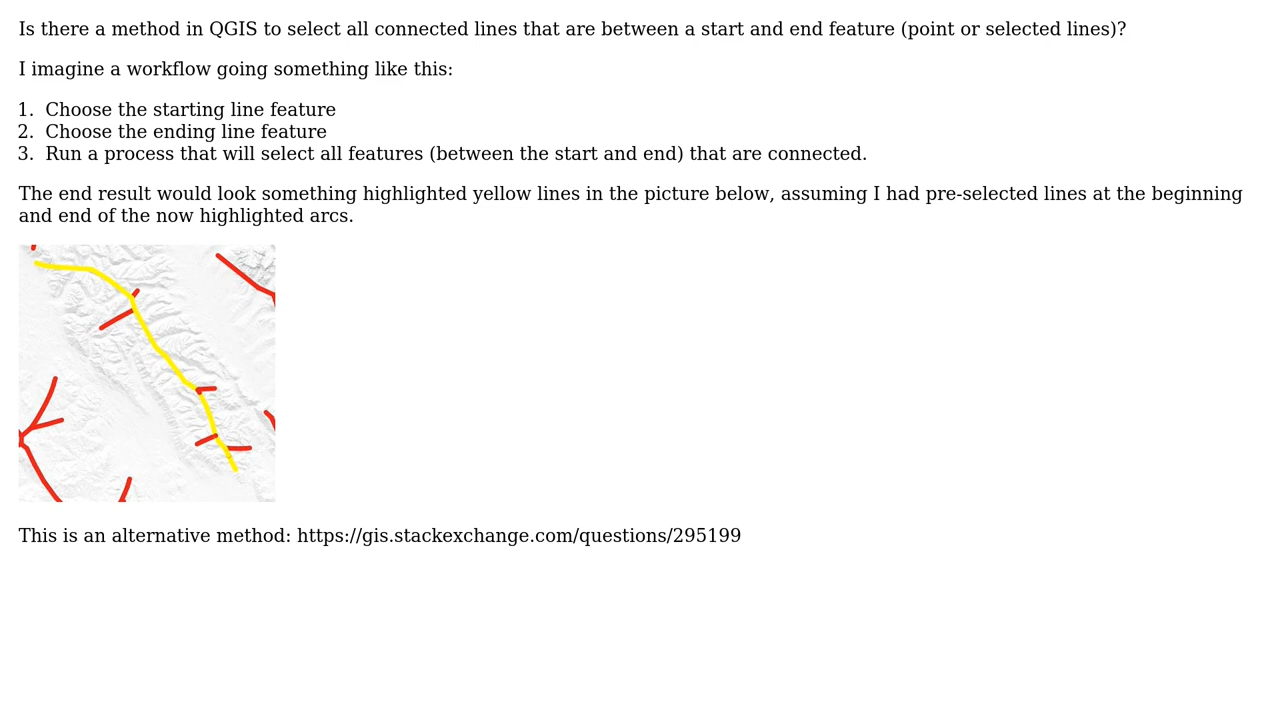 Is there a method in QGIS to select all connected lines that are between a start and end feature (point or selected lines)?
I imagine a workflow going something like this:
1. Choose the starting line feature
2. Choose the ending line feature
3. Run a process that will select all features (between the start and end) that are connected.
The end result would look something highlighted yellow lines in the picture below, assuming I had pre-selected lines at the beginning
and end of the now highlighted arcs.
This is an alternative method: https://gis.stackexchange.com/questions/295199